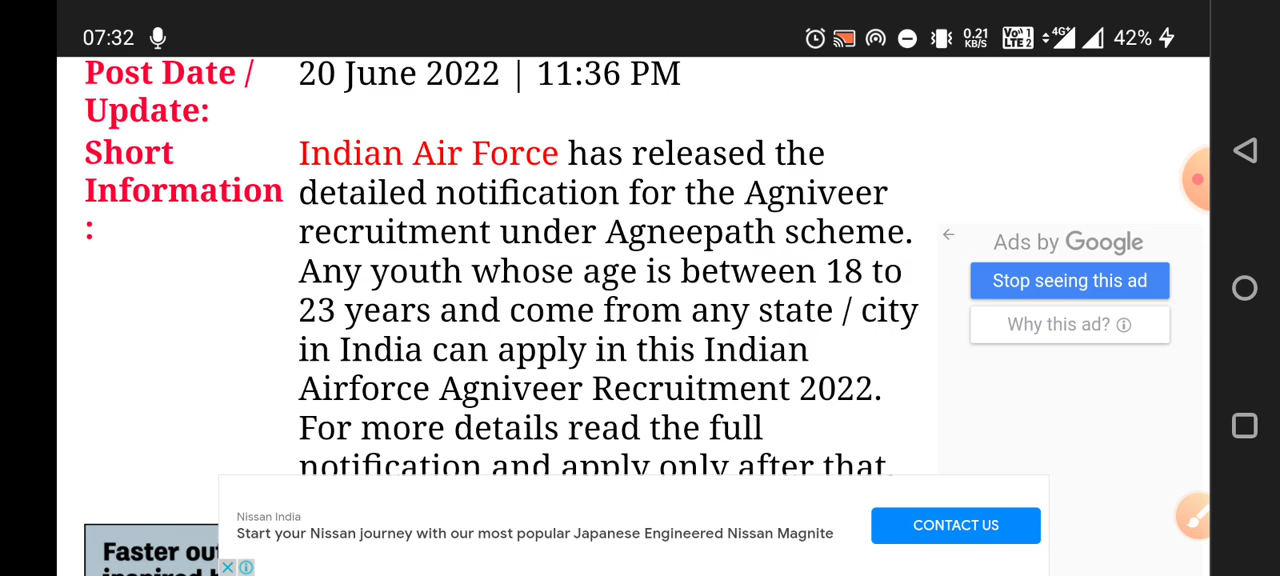 07:32
0.21 KB/S
Vo 1 LTE 2
4G+
42%
Post Date / Update:
20 June 2022 | 11:36 PM
Short Information :
Indian Air Force has released the
detailed notification for the Agniveer
recruitment under Agneepath scheme.
Any youth whose age is between 18 to
23 years and come from any state / city
in India can apply in this Indian
Airforce Agniveer Recruitment 2022.
For more details read the full
notification and apply only after that.
Ads by Google
Stop seeing this ad
Why this ad?
Nissan India
Start your Nissan journey with our most popular Japanese Engineered Nissan Magnite
CONTACT US
Faster